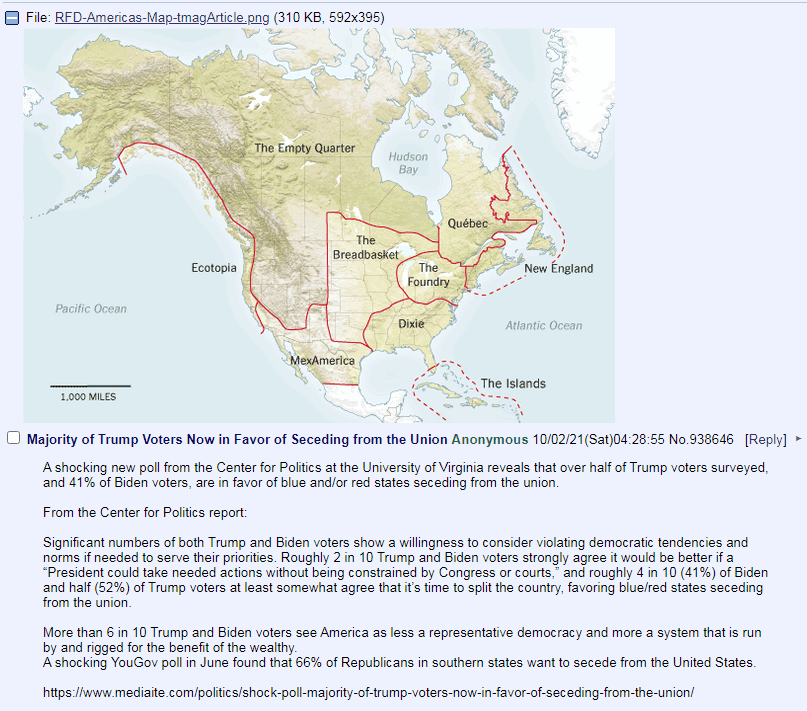 File: RFD-Americas-Map-tmagArticle.png (310 KB, 592x395)
The Empty Quarter
Hudson
Bay
Québec
The
Breadbasket
Ecotopia
The
Foundry
New England
Pacific Ocean
Dixie
Atlantic Ocean
MexAmerica
The Islands
1,000 MILES
Majority of Trump Voters Now in Favor of Seceding from the Union Anonymous 10/02/21(Sat)04:28:55 No.938646 [Reply]
A shocking new poll from the Center for Politics at the University of Virginia reveals that over half of Trump voters surveyed,
and 41% of Biden voters, are in favor of blue and/or red states seceding from the union.
From the Center for Politics report:
Significant numbers of both Trump and Biden voters show a willingness to consider violating democratic tendencies and
norms if needed to serve their priorities. Roughly 2 in 10 Trump and Biden voters strongly agree it would be better if a
“President could take needed actions without being constrained by Congress or courts,” and roughly 4 in 10 (41%) of Biden
and half (52%) of Trump voters at least somewhat agree that it’s time to split the country, favoring blue/red states seceding
from the union.
More than 6 in 10 Trump and Biden voters see America as less a representative democracy and more a system that is run
by and rigged for the benefit of the wealthy.
A shocking YouGov poll in June found that 66% of Republicans in southern states want to secede from the United States.
https://www.mediaite.com/politics/shock-poll-majority-of-trump-voters-now-in-favor-of-seceding-from-the-union/